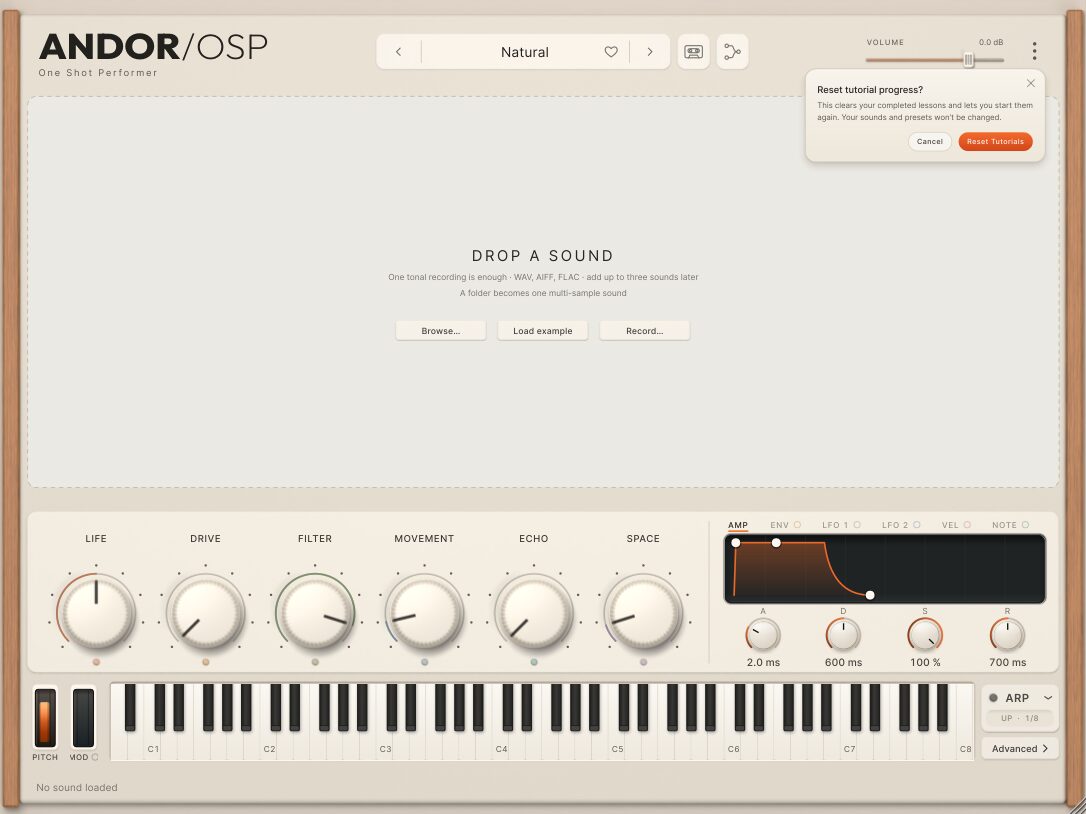 ANDOR/OSP
One Shot Performer
Natural
VOLUME 0.0 dB
Reset tutorial progress?
This clears your completed lessons and lets you start them
again. Your sounds and presets won't be changed.
Cancel Reset Tutorials
DROP A SOUND
One tonal recording is enough · WAV, AIFF, FLAC · add up to three sounds later
A folder becomes one multi-sample sound
Browse... Load example Record...
LIFE DRIVE FILTER MOVEMENT ECHO SPACE
AMP ENV LFO 1 LFO 2 VEL NOTE
A D S R
2.0 ms 600 ms 100 % 700 ms
PITCH MOD
C1 C2 C3 C4 C5 C6 C7 C8
ARP
UP · 1/8
Advanced
No sound loaded